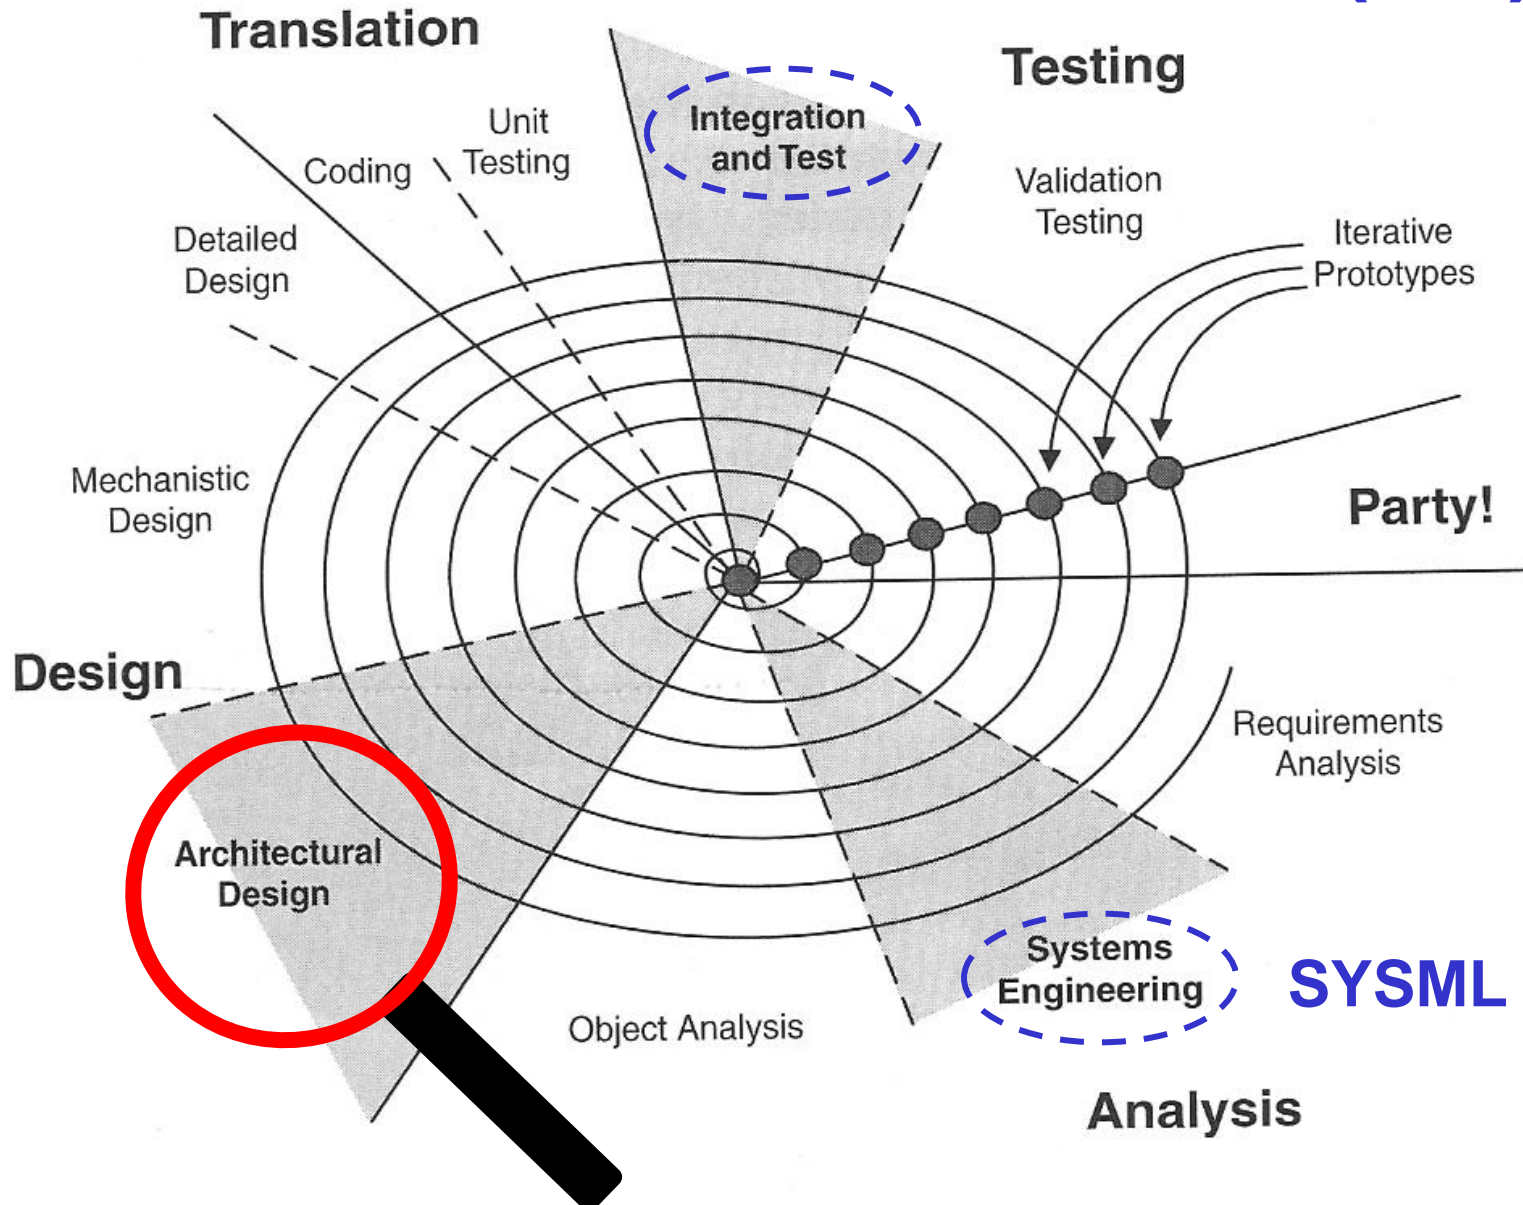 Translation
Testing
Integration
and Test
Unit
Testing
Coding
Validation
Testing
Iterative
Prototypes
Detailed
Design
Mechanistic
Design
Party!
Design
Requirements
Analysis
Architectural
Design
Systems
Engineering
SYSML
Object Analysis
Analysis